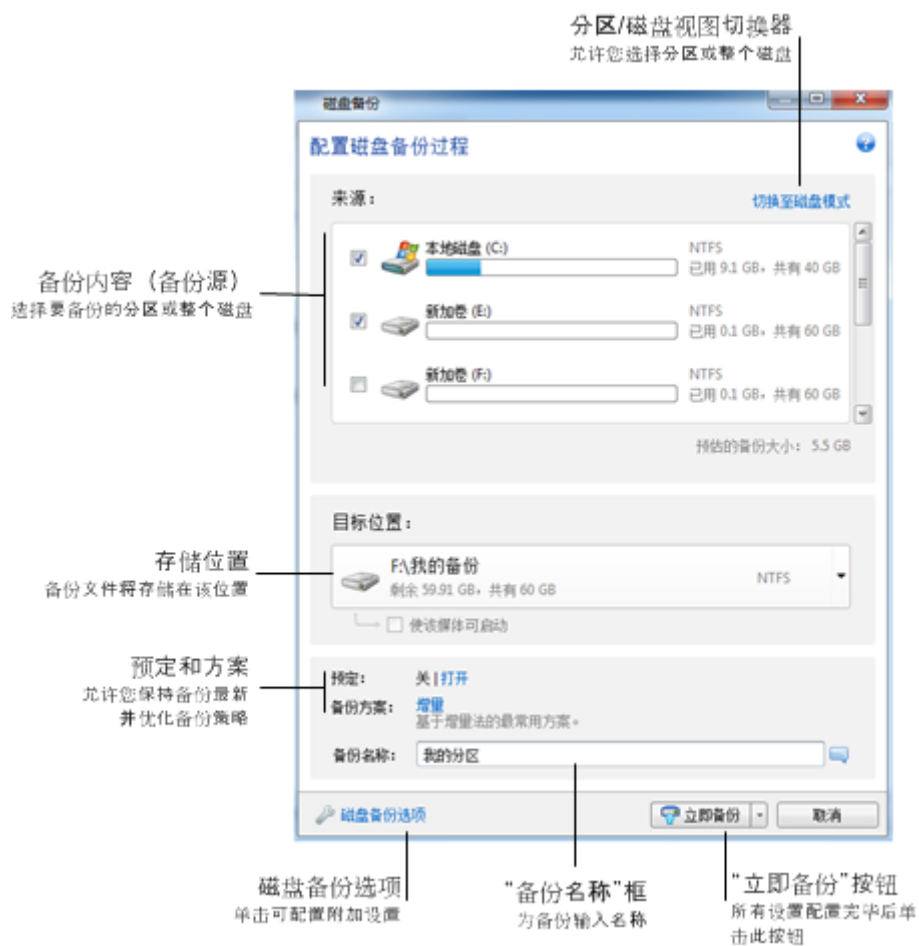 分区/磁盘视图切换器
允许您选择分区或整个磁盘
磁盘备份
配置磁盘备份过程
来源：
切换至磁盘模式
本地磁盘 (C:)
NTFS
已用 9.1 GB，共有 40 GB
备份内容（备份源）
选择要备份的分区或整个磁盘
新加卷 (E:)
NTFS
已用 0.1 GB，共有 60 GB
新加卷 (F:)
NTFS
已用 0.1 GB，共有 60 GB
预估的备份大小： 5.5 GB
目标位置：
存储位置
备份文件将存储在该位置
F:\我的备份
剩余 59.91 GB，共有 60 GB
NTFS
使该媒体可启动
预定和方案
允许您保持备份最新
并优化备份策略
预定： 关 | 打开
备份方案： 增量
基于增量法的最常用方案。
备份名称： 我的分区
磁盘备份选项
立即备份
取消
磁盘备份选项
单击可配置附加设置
“备份名称”框
为备份输入名称
“立即备份”按钮
所有设置配置完毕后单
击此按钮